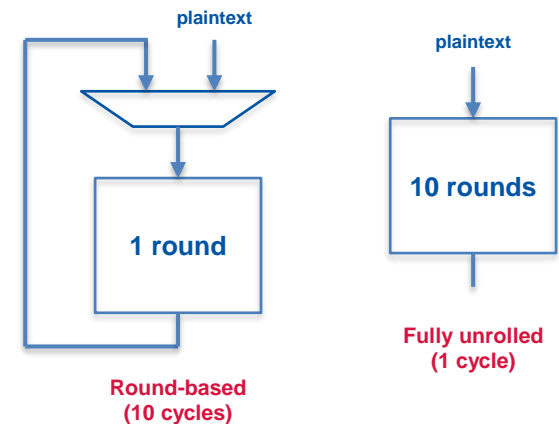 plaintext
1 round
Round-based
(10 cycles)
plaintext
10 rounds
Fully unrolled
(1 cycle)